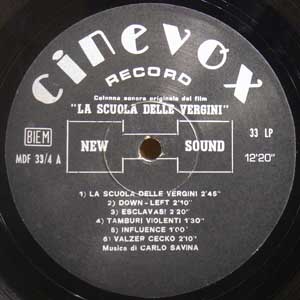 cinevox
RECORD
Colonna sonora originale del film
"LA SCUOLA DELLE VERGINI"
BIEM
33 LP
NEW SOUND
MDF 33/4 A
12'20"
1) LA SCUOLA DELLE VERGINI 2'45"
2) DOWN-LEFT 2'10"
3) ESCLAVAS! 2'20"
4) TAMBURI VIOLENTI 1'30"
5) INFLUENCE 1'00"
6) VALZER CECKO 2'10"
Musica di CARLO SAVINA